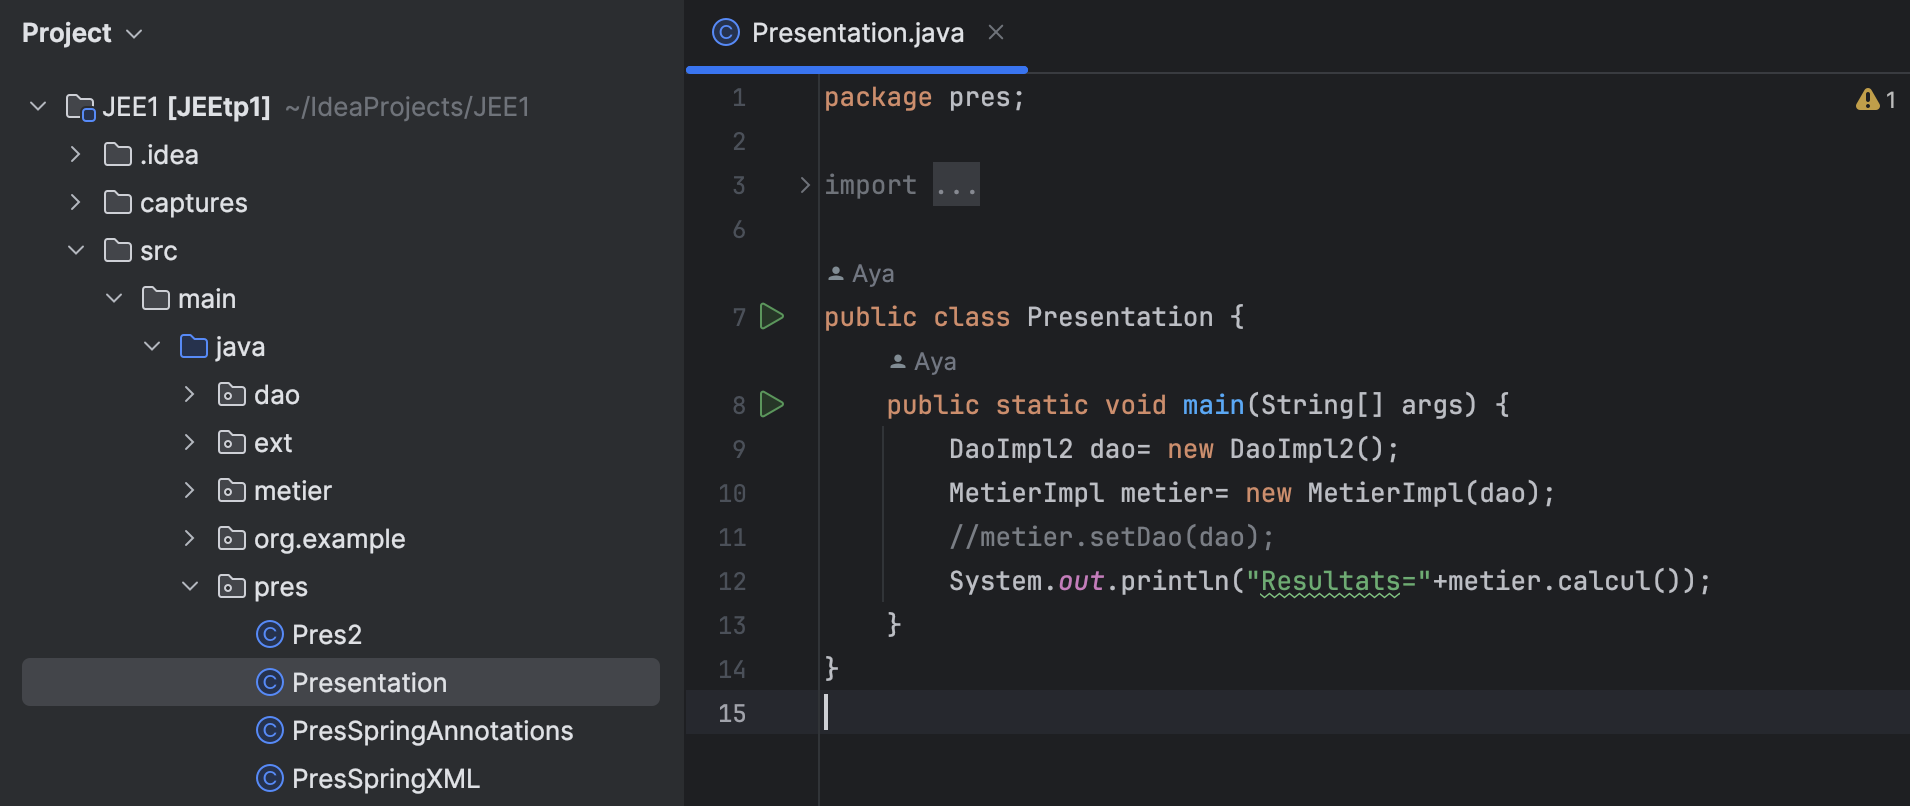 Project
JEE1 [JEEtp1] ~/IdeaProjects/JEE1
.idea
captures
src
main
java
dao
ext
metier
org.example
pres
Pres2
Presentation
PresSpringAnnotations
PresSpringXML
Presentation.java
1 package pres;
1
2
3 import ...
6
Aya
7 public class Presentation {
Aya
8 public static void main(String[] args) {
9 DaoImpl2 dao= new DaoImpl2();
10 MetierImpl metier= new MetierImpl(dao);
11 //metier.setDao(dao);
12 System.out.println("Resultats="+metier.calcul());
13 }
14 }
15